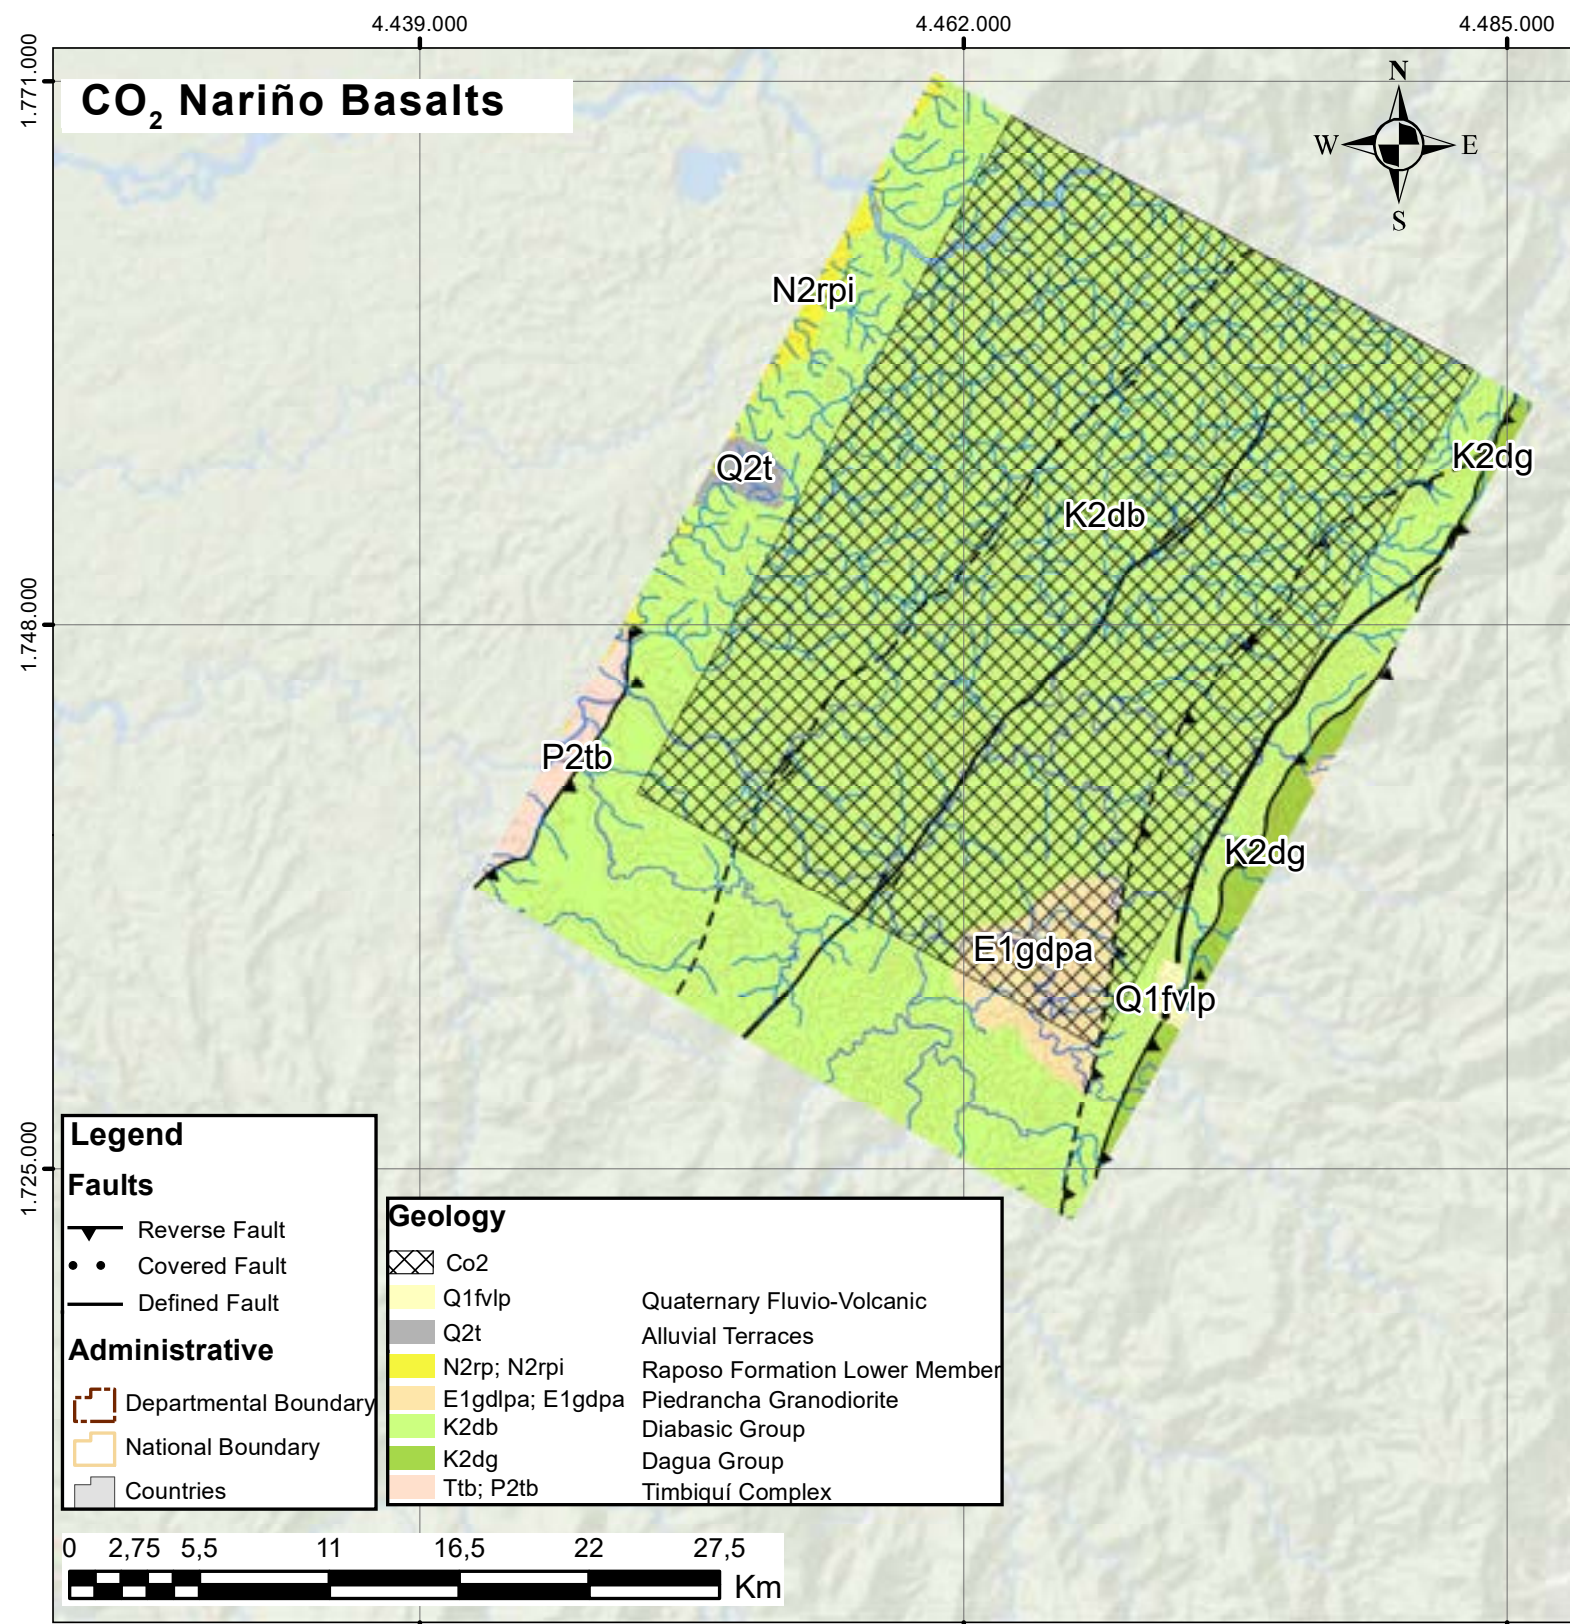 4.439.000 4.462.000 4.485.000
1.771.000
CO2 Nariño Basalts
N
W E
S
N2rpi
Q2t
K2dg
K2db
1.748.000
P2tb
K2dg
E1gdpa
Q1fvlp
1.725.000
Legend
Faults
Reverse Fault
Covered Fault
Defined Fault
Administrative
Departmental Boundary
National Boundary
Countries
Geology
Co2
Q1fvlp Quaternary Fluvio-Volcanic
Q2t Alluvial Terraces
N2rp; N2rpi Raposo Formation Lower Member
E1gdlpa; E1gdpa Piedrancha Granodiorite
K2db Diabasic Group
K2dg Dagua Group
Ttb; P2tb Timbiquí Complex
0 2,75 5,5 11 16,5 22 27,5
Km